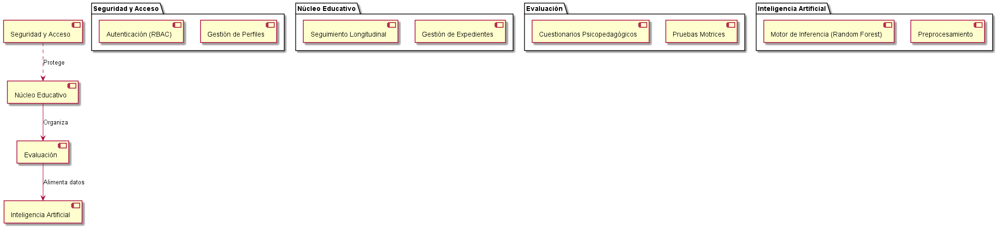 Seguridad y Acceso
Protege
Núcleo Educativo
Organiza
Evaluación
Alimenta datos
Inteligencia Artificial
Seguridad y Acceso
Autenticación (RBAC)
Gestión de Perfiles
Núcleo Educativo
Seguimiento Longitudinal
Gestión de Expedientes
Evaluación
Cuestionarios Psicopedagógicos
Pruebas Motrices
Inteligencia Artificial
Motor de Inferencia (Random Forest)
Preprocesamiento